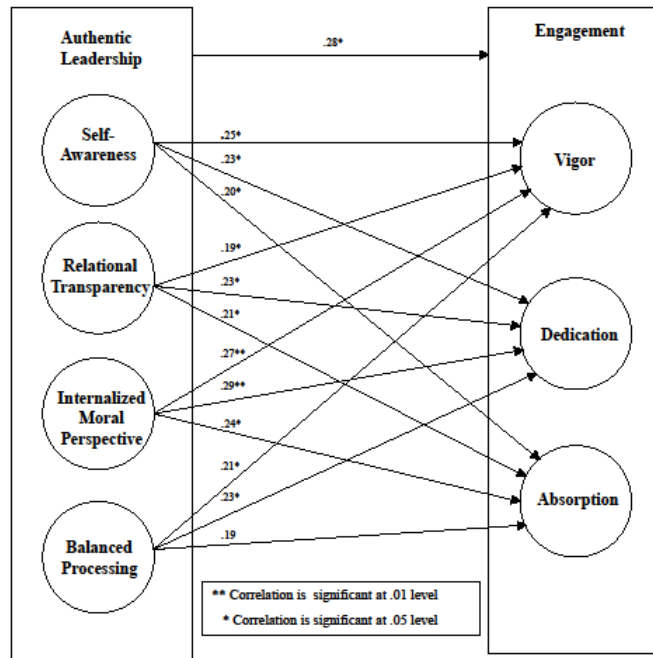 Authentic
Leadership
.28*
Engagement
Self-
Awareness
.25*
.23*
.20*
Vigor
Relational
Transparency
.19*
.23*
.21*
Dedication
Internalized
Moral
Perspective
.27**
.29**
.24*
Absorption
Balanced
Processing
.21*
.23*
.19
** Correlation is significant at .01 level
* Correlation is significant at .05 level